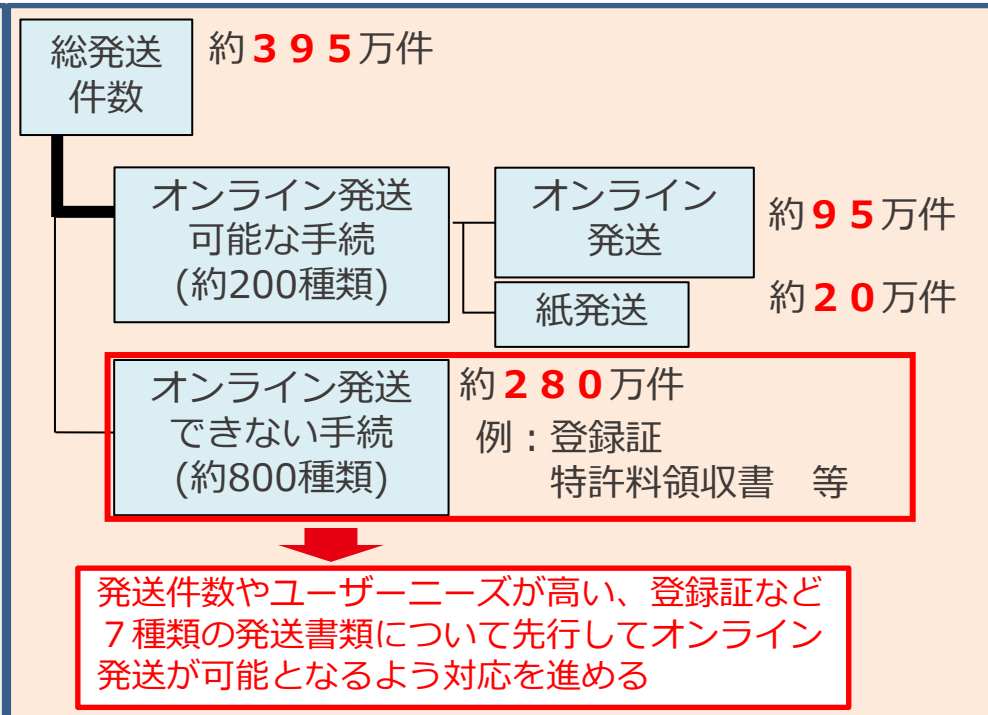 総発送
件数
約３９５万件
オンライン発送
可能な手続
(約200種類)
オンライン
発送
約９５万件
紙発送
約２０万件
オンライン発送
できない手続
(約800種類)
約２８０万件
例：登録証
特許料領収書　等
発送件数やユーザーニーズが高い、登録証など
７種類の発送書類について先行してオンライン
発送が可能となるよう対応を進める